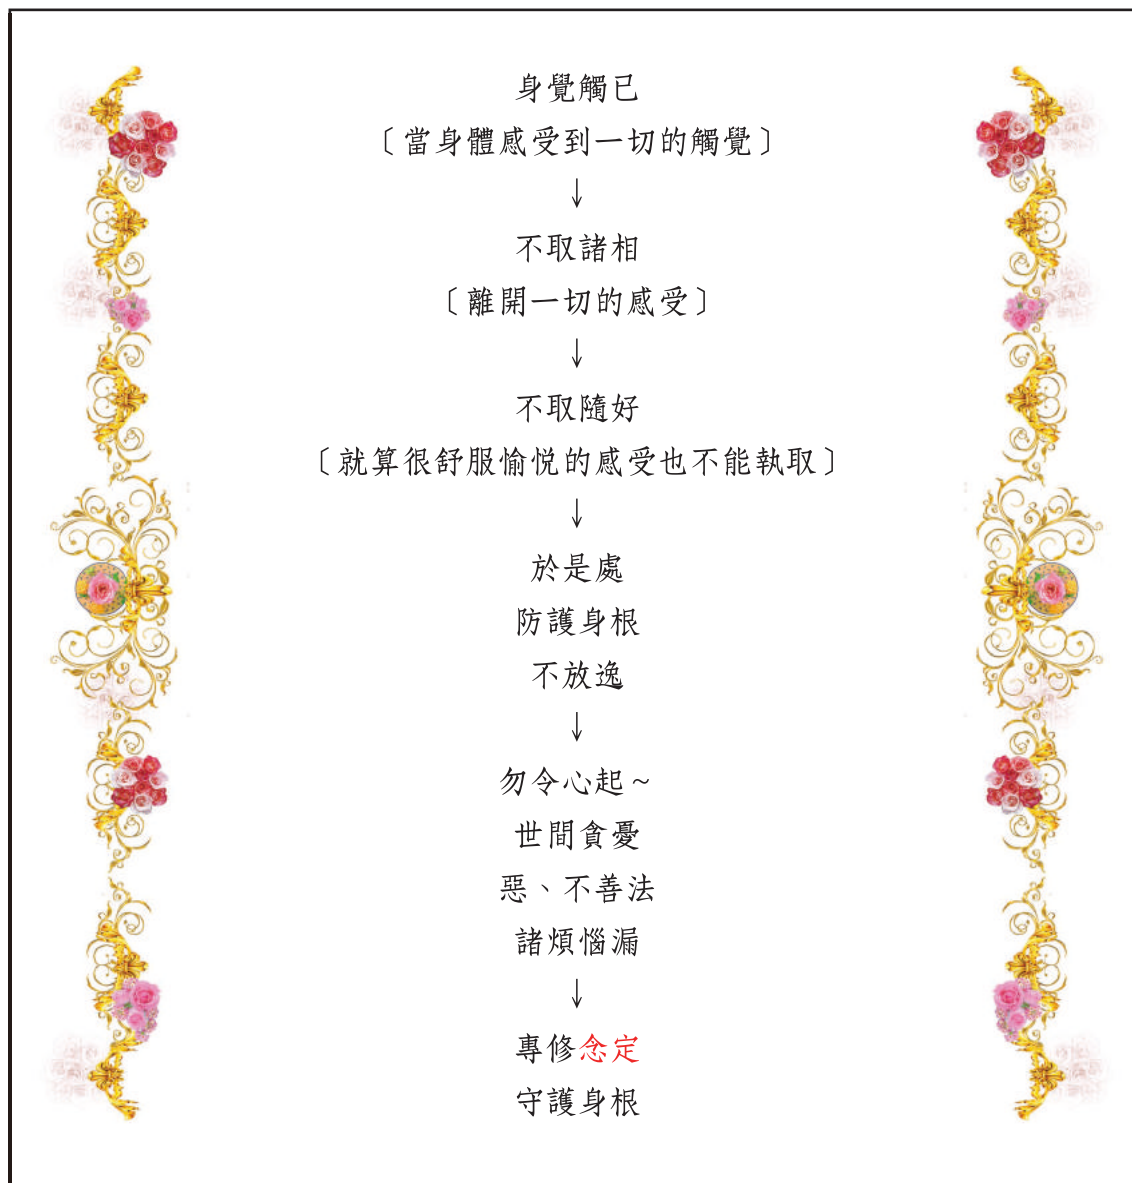 身覺觸已
〔當身體感受到一切的觸覺〕
↓
不取諸相
〔離開一切的感受〕
↓
不取隨好
〔就算很舒服愉悅的感受也不能執取〕
↓
於是處
防護身根
不放逸
↓
勿令心起~
世間貪憂
惡、不善法
諸煩惱漏
↓
專修念定
守護身根